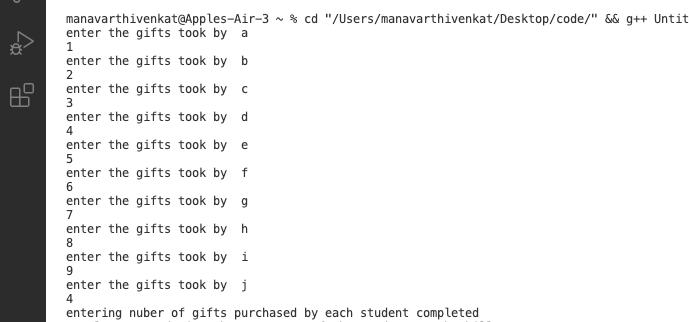 manavarthivenkat@Apples-Air-3 ~ % cd "/Users/manavarthivenkat/Desktop/code/" && g++ Untit
enter the gifts took by  a
1
enter the gifts took by  b
2
enter the gifts took by  c
3
enter the gifts took by  d
4
enter the gifts took by  e
5
enter the gifts took by  f
6
enter the gifts took by  g
7
enter the gifts took by  h
8
enter the gifts took by  i
9
enter the gifts took by  j
4
entering nuber of gifts purchased by each student completed